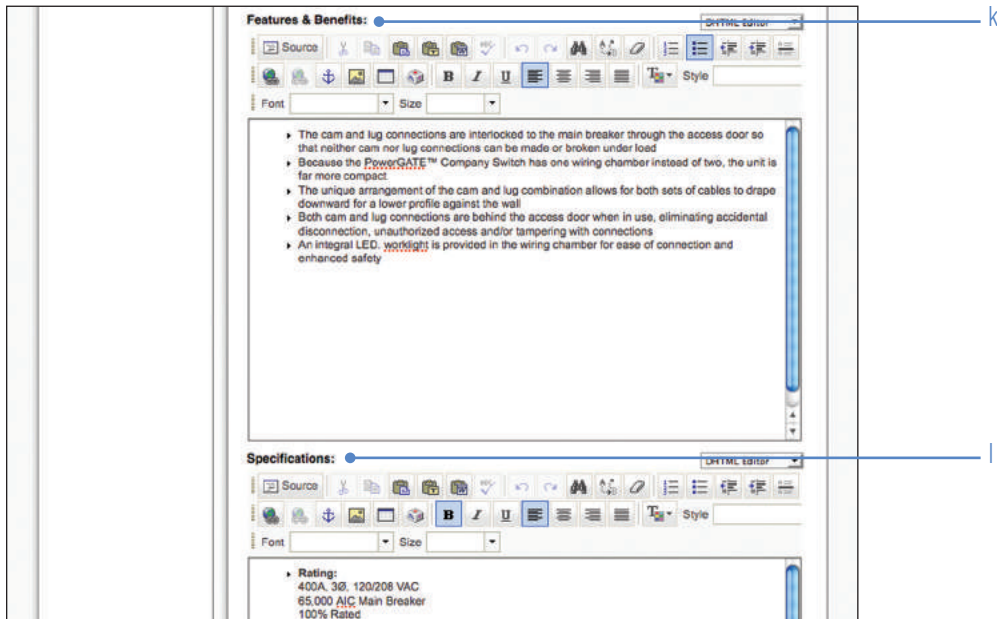 Features & Benefits:
DHTML Editor
k
Source
B I U
Style
Font
Size
The cam and lug connections are interlocked to the main breaker through the access door so
that neither cam nor lug connections can be made or broken under load
Because the PowerGATE™ Company Switch has one wiring chamber instead of two, the unit is
far more compact
The unique arrangement of the cam and lug combination allows for both sets of cables to drape
downward for a lower profile against the wall
Both cam and lug connections are behind the access door when in use, eliminating accidental
disconnection, unauthorized access and/or tampering with connections
An integral LED. worklight is provided in the wiring chamber for ease of connection and
enhanced safety
Specifications:
DHTML Editor
l
Source
B I U
Style
Font
Size
Rating:
400A, 3Ø, 120/208 VAC
65,000 AIC Main Breaker
100% Rated